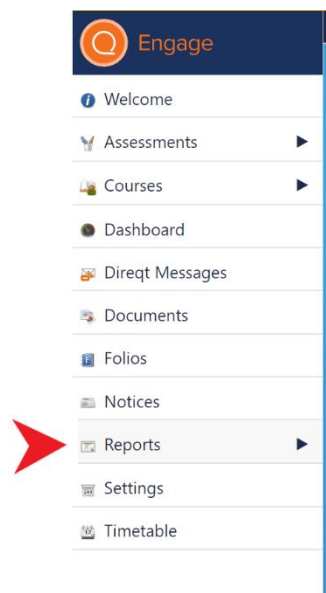 Engage
Welcome
Assessments
Courses
Dashboard
Direqt Messages
Documents
Folios
Notices
Reports
Settings
Timetable